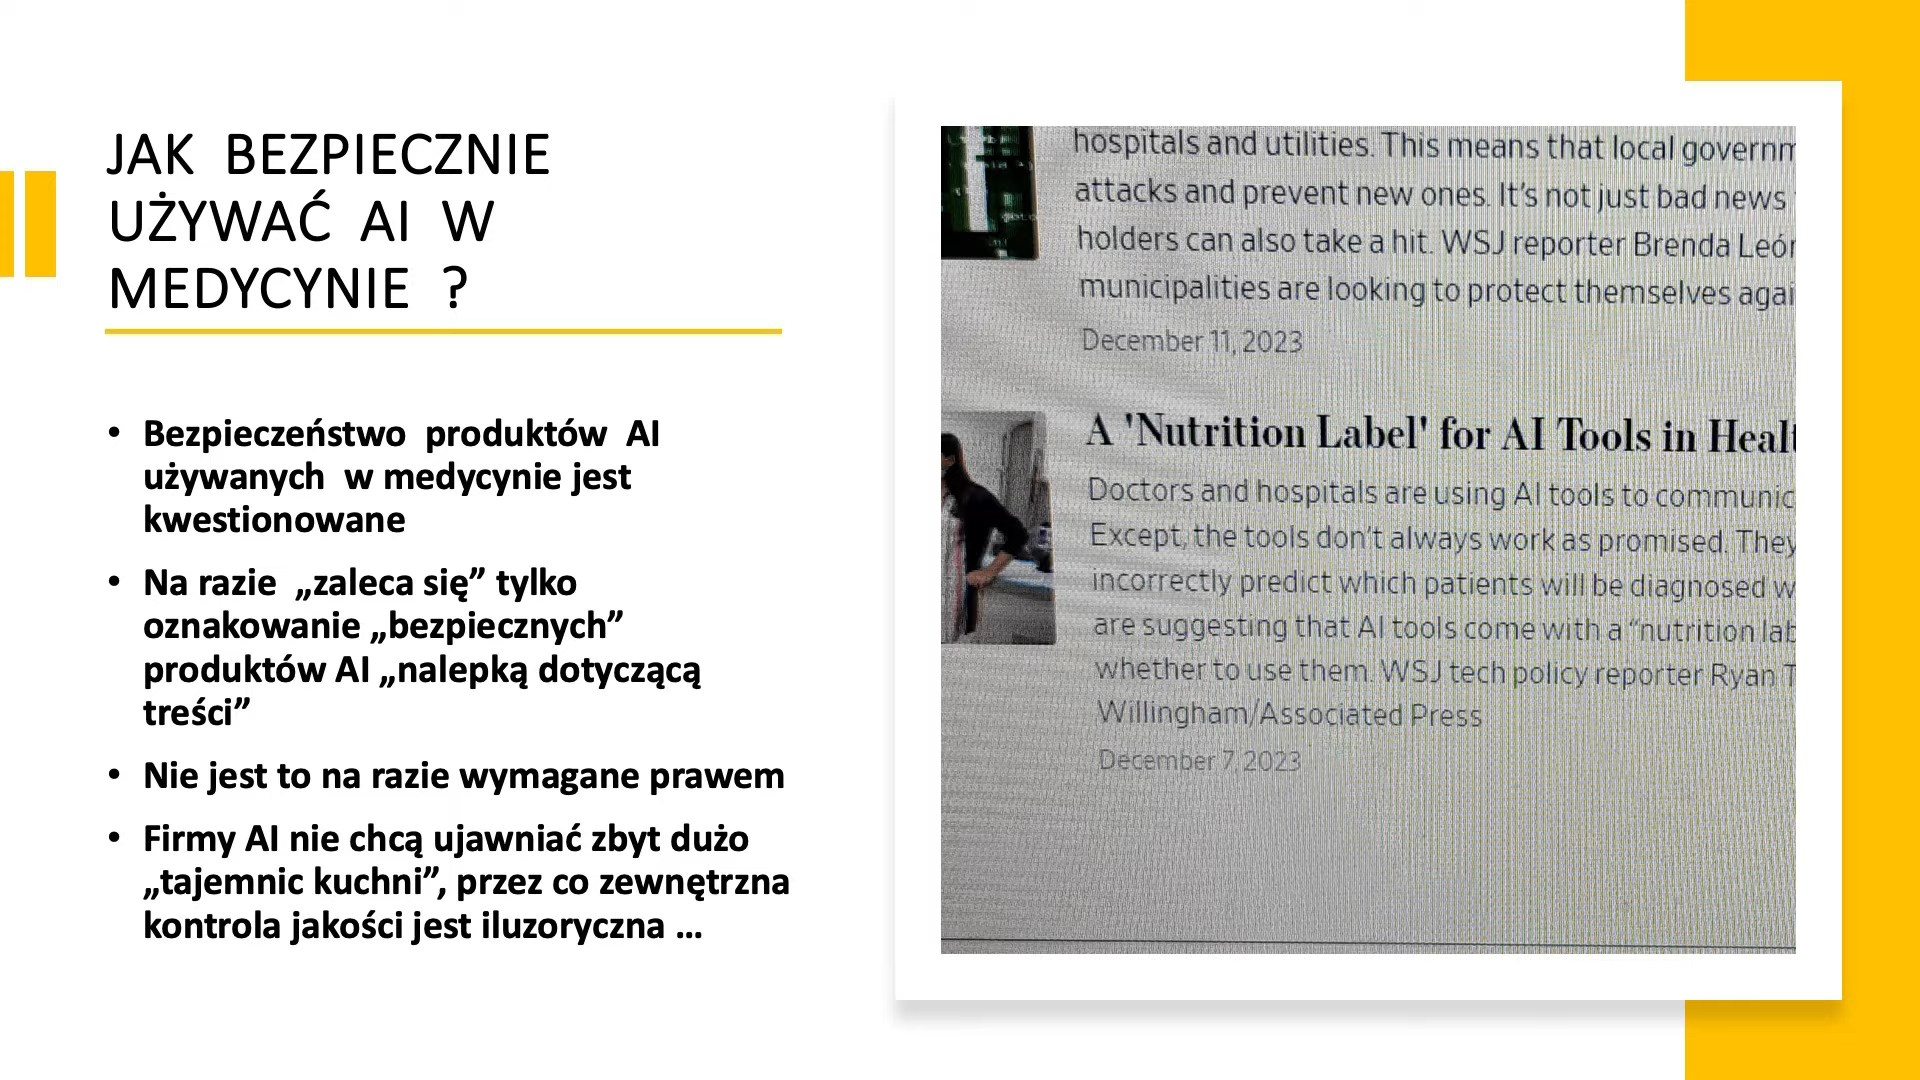 JAK BEZPIECZNIE
UŻYWAĆ AI W
MEDYCYNIE ?
• Bezpieczeństwo produktów AI
używanych w medycynie jest
kwestionowane
• Na razie „zaleca się” tylko
oznakowanie „bezpiecznych”
produktów AI „nalepką dotyczącą
treści”
• Nie jest to na razie wymagane prawem
• Firmy AI nie chcą ujawniać zbyt dużo
„tajemnic kuchni”, przez co zewnętrzna
kontrola jakości jest iluzoryczna ...
hospitals and utilities. This means that local
attacks and prevent new ones. It's not just bad news
holders can also take a hit. WSJ reporter Brenda
municipalities are looking to protect themselves
December 11, 2023
A 'Nutrition Label' for AI Tools in
Doctors and hospitals are using AI tools to
Except, the tools don't always work as promised. They
incorrectly predict which patients will be diagnosed
are suggesting that AI tools come with a "nutrition
whether to use them. WSJ tech policy reporter Ryan
Willingham/Associated Press
December 7, 2023